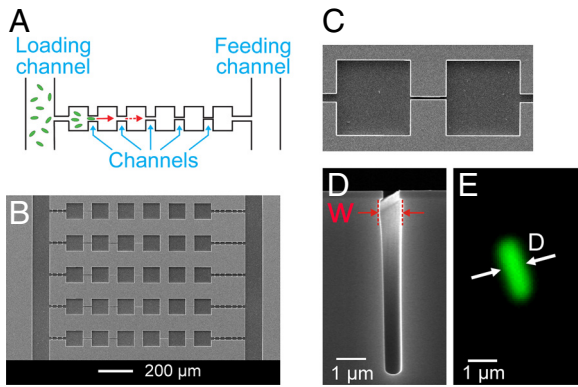 A
Loading
channel
Feeding
channel
Channels
B
200 μm
C
D
W
1 μm
E
D
1 μm